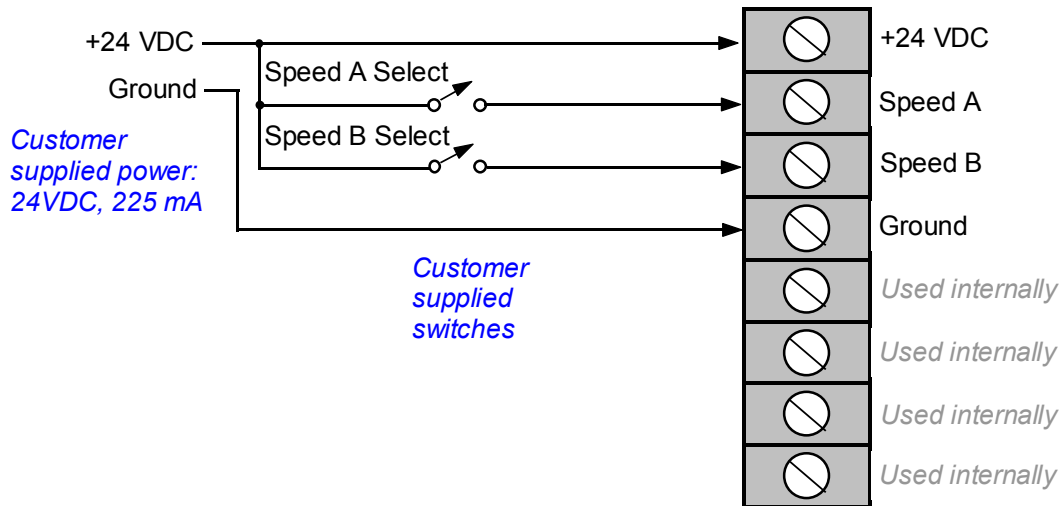 +24 VDC
Ground
Customer
supplied power:
24VDC, 225 mA
Speed A Select
Speed B Select
Customer
supplied
switches
+24 VDC
Speed A
Speed B
Ground
Used internally
Used internally
Used internally
Used internally